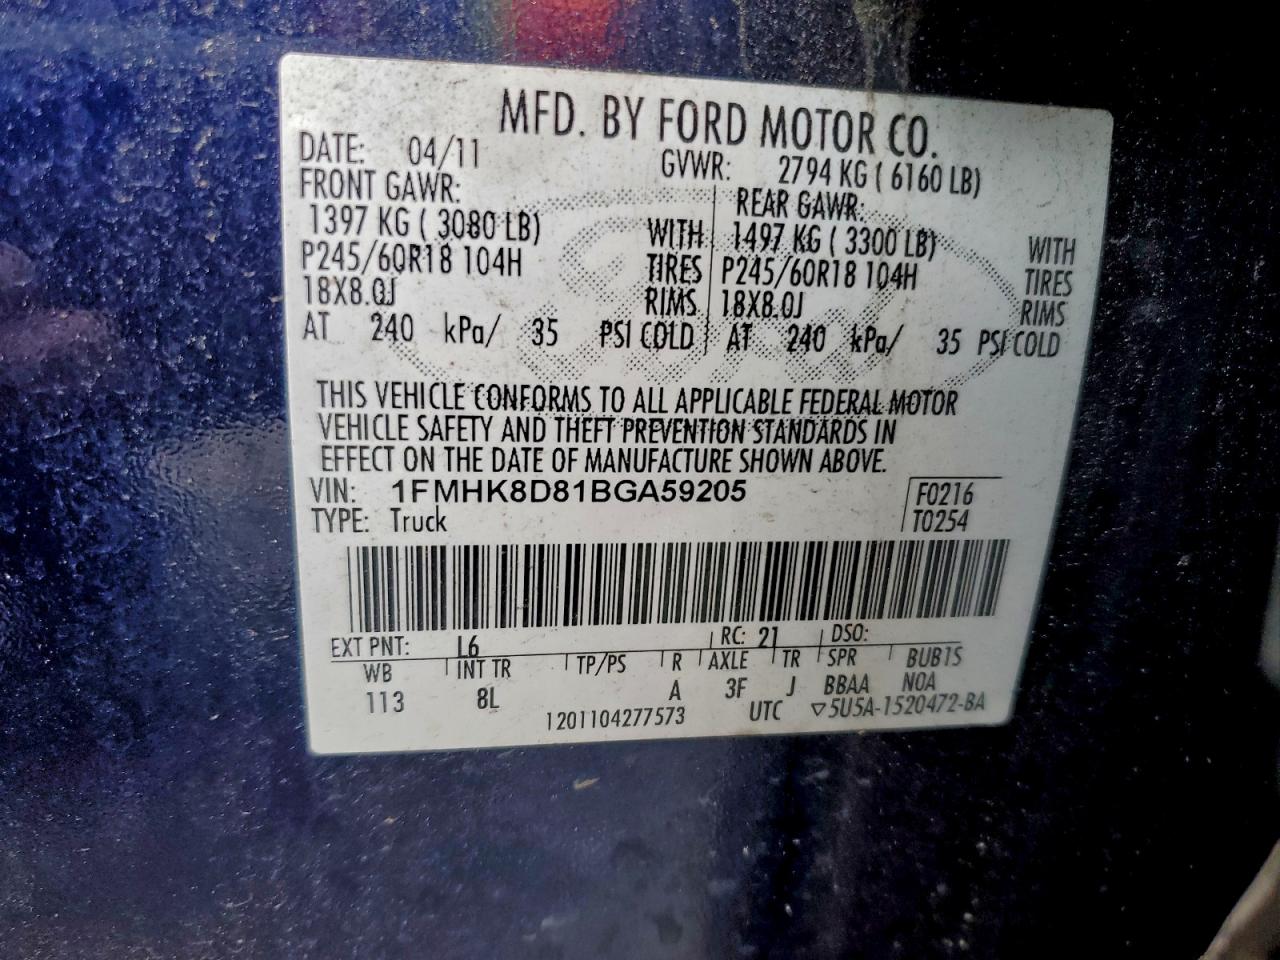 MFD. BY FORD MOTOR CO.
DATE: 04/11 GVWR: 2794 KG ( 6160 LB)
FRONT GAWR: REAR GAWR:
1397 KG ( 3080 LB) WITH 1497 KG ( 3300 LB) WITH
P245/60R18 104H TIRES P245/60R18 104H TIRES
18X8.0J RIMS 18X8.0J RIMS
AT 240 kPa/ 35 PSI COLD AT 240 kPa/ 35 PSI COLD
THIS VEHICLE CONFORMS TO ALL APPLICABLE FEDERAL MOTOR
VEHICLE SAFETY AND THEFT PREVENTION STANDARDS IN
EFFECT ON THE DATE OF MANUFACTURE SHOWN ABOVE.
VIN: 1FMHK8D81BGA59205 F0216
TYPE: Truck T0254
EXT PNT: L6 RC: 21 DSO:
WB INT TR TP/PS R AXLE TR SPR BUB1S
113 8L A 3F J BBAA N0A
1201104277573 UTC ▽5U5A-1520472-BA